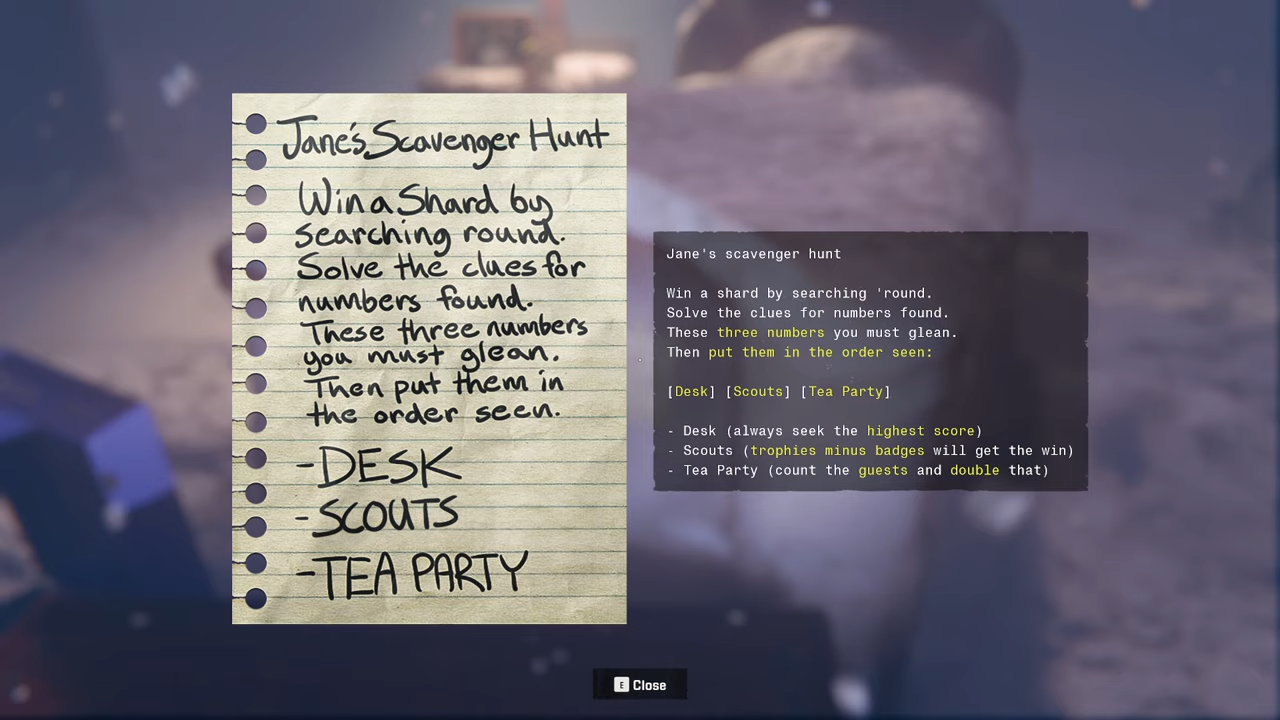 Jane's Scavenger Hunt
Win a Shard by
searching round.
Solve the clues for
numbers found.
These three numbers
you must glean.
Then put them in
the order seen.
-DESK
-SCOUTS
-TEA PARTY
Jane's scavenger hunt
Win a shard by searching 'round.
Solve the clues for numbers found.
These three numbers you must glean.
Then put them in the order seen:
[Desk] [Scouts] [Tea Party]
- Desk (always seek the highest score)
- Scouts (trophies minus badges will get the win)
- Tea Party (count the guests and double that)
E Close